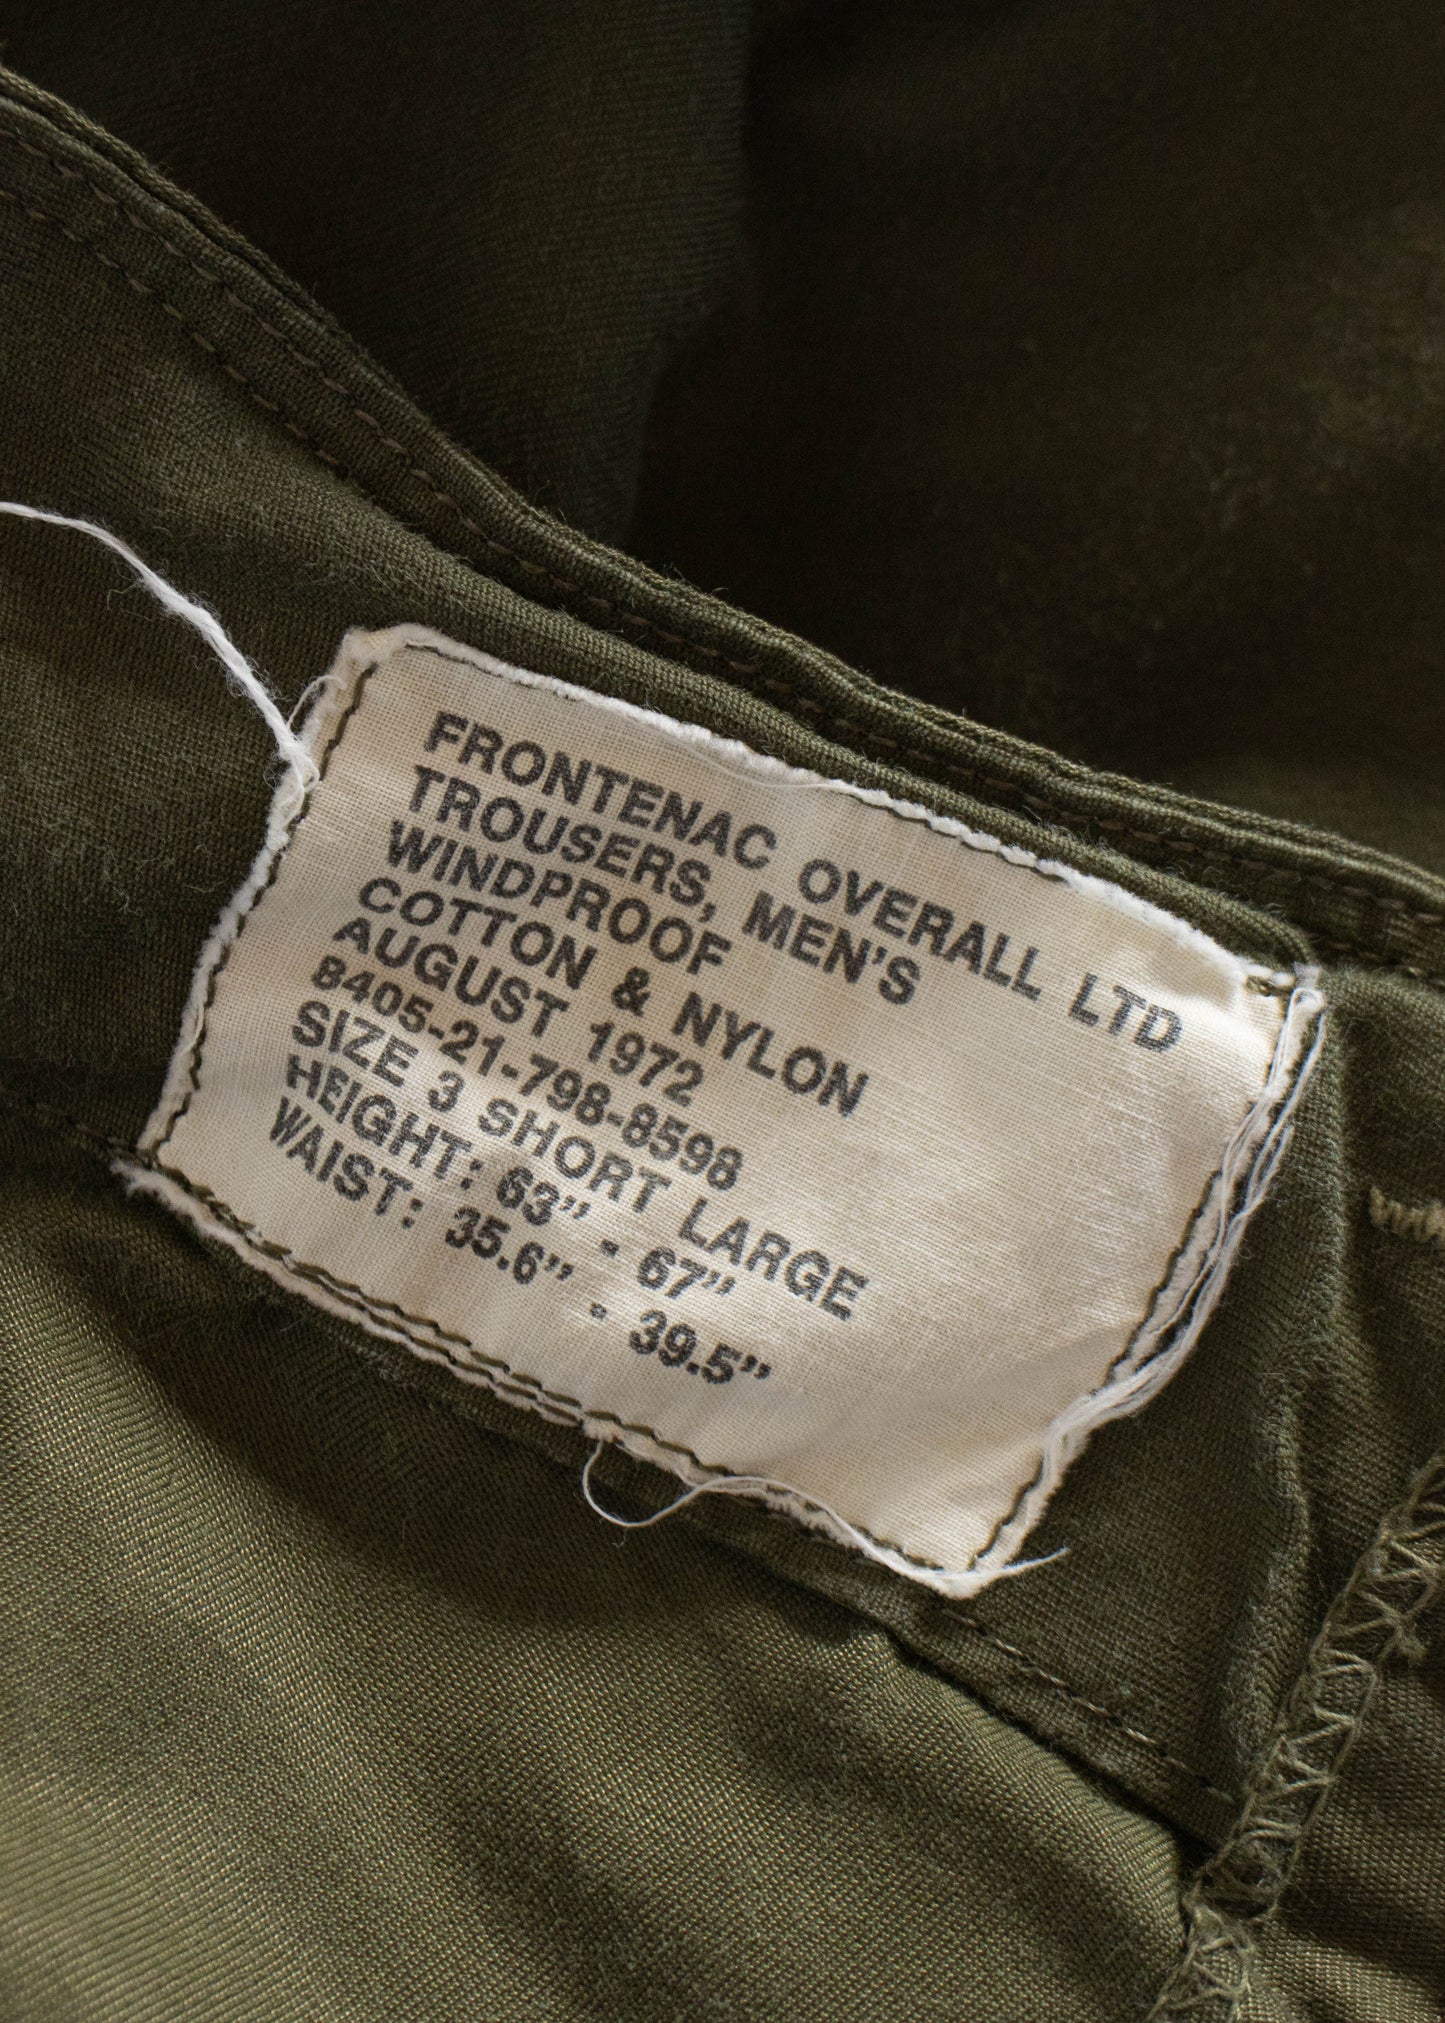 FRONTENAC OVERALL LTD
TROUSERS, MEN'S
WINDPROOF
COTTON & NYLON
AUGUST 1972
8405-21-798-8598
SIZE 3 SHORT LARGE
HEIGHT: 63” - 67”
WAIST: 35.6” - 39.5”